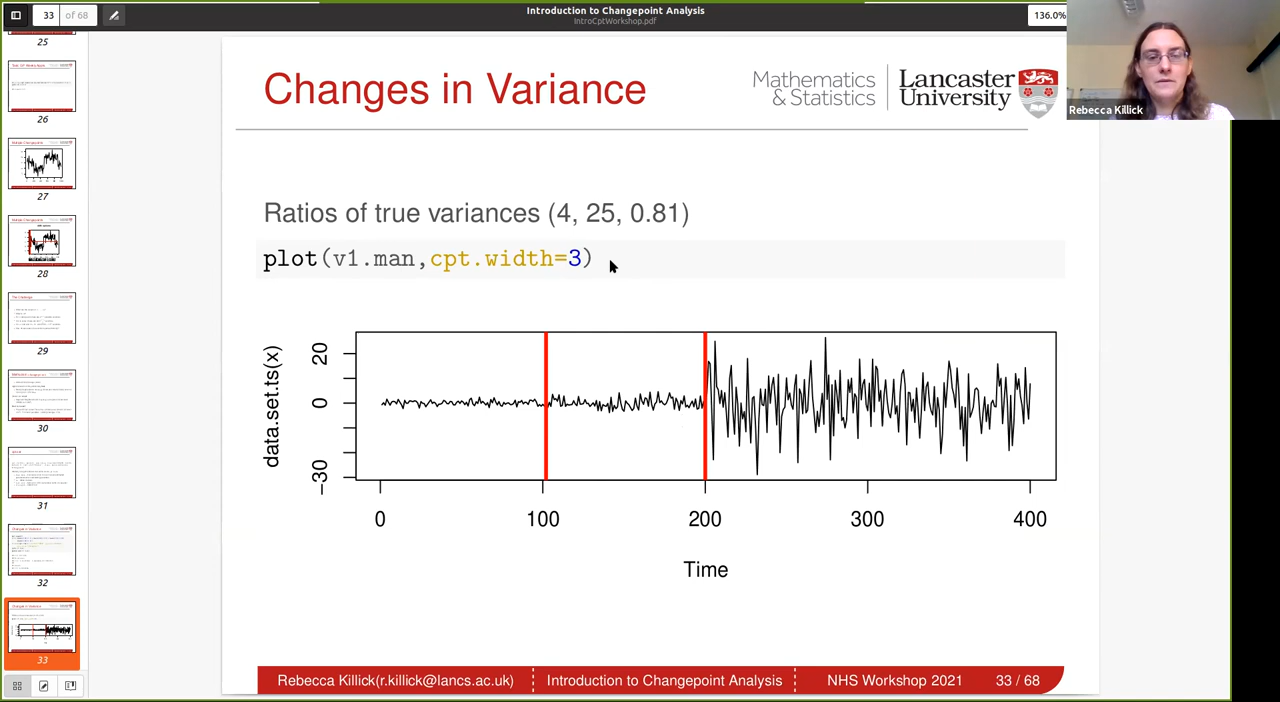 33 of 68
Introduction to Changepoint Analysis
IntroCptWorkshop.pdf
136.0%
Rebecca Killick
25
26
27
28
29
30
31
32
33
Changes in Variance
Mathematics
& Statistics
Lancaster
University
Ratios of true variances (4, 25, 0.81)
plot(v1.man,cpt.width=3)
data.set.ts(x)
20
0
−30
0 100 200 300 400
Time
Rebecca Killick(r.killick@lancs.ac.uk) Introduction to Changepoint Analysis NHS Workshop 2021 33 / 68